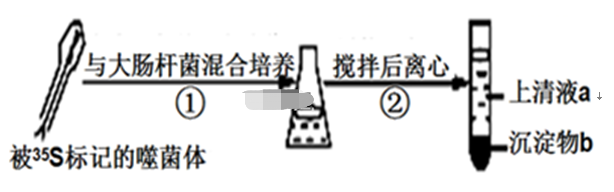 与大肠杆菌混合培养
①
搅拌后离心
②
上清液a
沉淀物b
被³⁵S标记的噬菌体